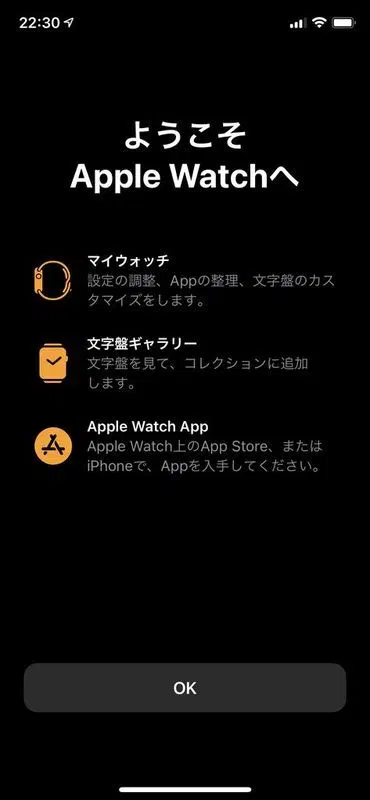 22:30
ようこそ
Apple Watchへ
マイウォッチ
設定の調整、Appの整理、文字盤のカス
タマイズをします。
文字盤ギャラリー
文字盤を見て、コレクションに追加
します。
Apple Watch App
Apple Watch上のApp Store、または
iPhoneで、Appを入手してください。
OK